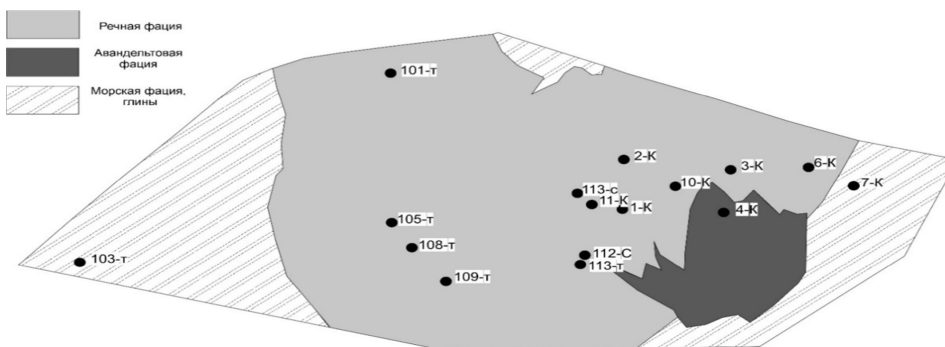 Речная фация
Авандельтовая
фация
Морская фация,
глины
101-т
2-К
3-К
6-К
10-К
7-К
113-с
11-К
1-К
4-К
105-т
108-т
112-С
103-т
113-т
109-т